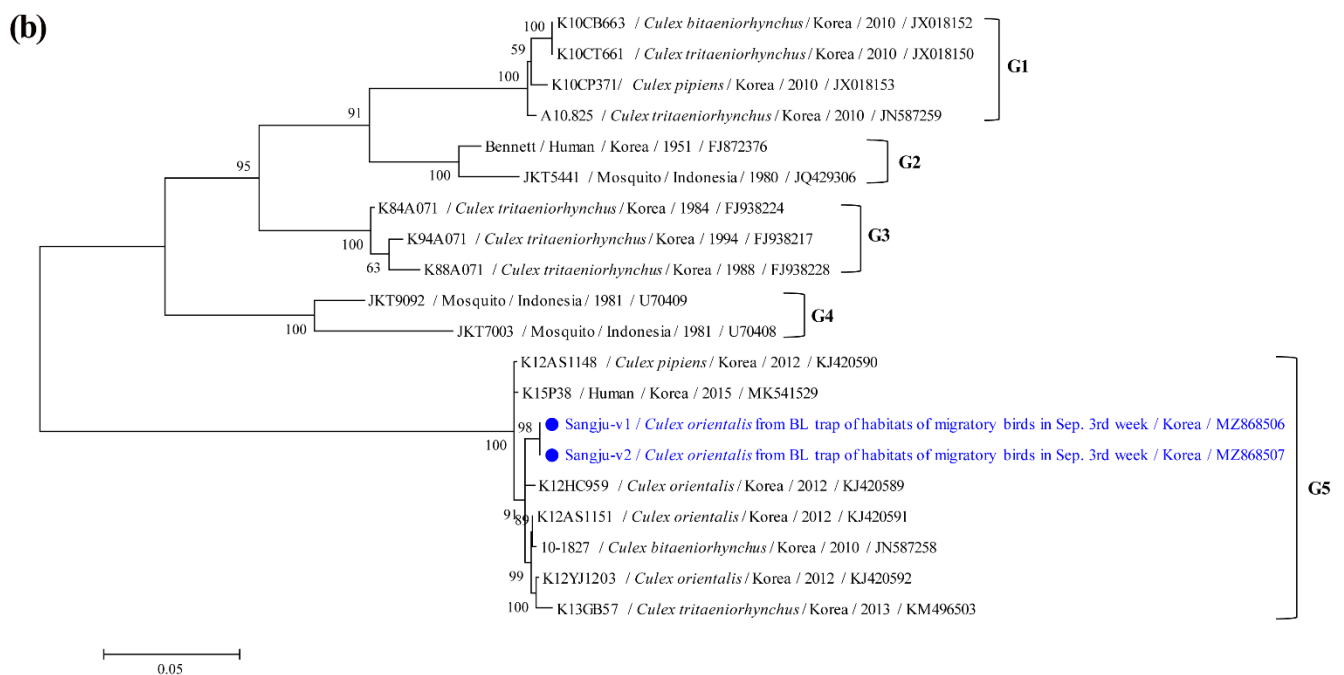 (b)
K10CB663 / Culex bitaeniorhynchus / Korea / 2010 / JX018152
100
K10CT661 / Culex tritaeniorhynchus / Korea / 2010 / JX018150
59
G1
100
K10CP371/ Culex pipiens / Korea / 2010 / JX018153
91
A10.825 / Culex tritaeniorhynchus / Korea / 2010 / JN587259
Bennett / Human / Korea / 1951 / FJ872376
95
G2
100
JKT5441 / Mosquito / Indonesia / 1980 / JQ429306
K84A071 / Culex tritaeniorhynchus / Korea / 1984 / FJ938224
100
K94A071 / Culex tritaeniorhynchus / Korea / 1994 / FJ938217
G3
63
K88A071 / Culex tritaeniorhynchus / Korea / 1988 / FJ938228
JKT9092 / Mosquito / Indonesia / 1981 / U70409
G4
100
JKT7003 / Mosquito / Indonesia / 1981 / U70408
K12AS1148 / Culex pipiens / Korea / 2012 / KJ420590
K15P38 / Human / Korea / 2015 / MK541529
98
Sangju-v1 / Culex orientalis from BL trap of habitats of migratory birds in Sep. 3rd week / Korea / MZ868506
100
Sangju-v2 / Culex orientalis from BL trap of habitats of migratory birds in Sep. 3rd week / Korea / MZ868507
K12HC959 / Culex orientalis / Korea / 2012 / KJ420589
G5
91
89
K12AS1151 / Culex orientalis / Korea / 2012 / KJ420591
10-1827 / Culex bitaeniorhynchus / Korea / 2010 / JN587258
99
K12YJ1203 / Culex orientalis / Korea / 2012 / KJ420592
100
K13GB57 / Culex tritaeniorhynchus / Korea / 2013 / KM496503
0.05